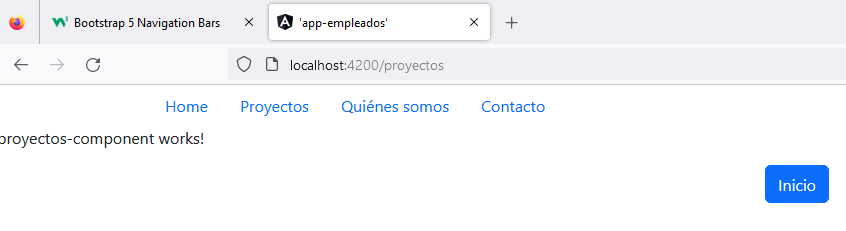 Bootstrap 5 Navigation Bars
'app-empleados'
localhost:4200/proyectos
Home Proyectos Quiénes somos Contacto
proyectos-component works!
Inicio